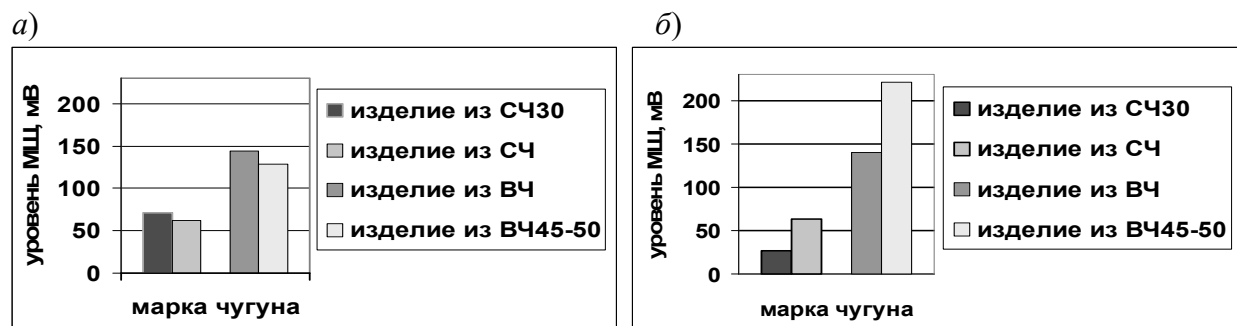 а)
уровень МШ, мВ
200
150
100
50
0
марка чугуна
изделие из СЧ30
изделие из СЧ
изделие из ВЧ
изделие из ВЧ45-50
б)
уровень МШ, мВ
200
150
100
50
0
марка чугуна
изделие из СЧ30
изделие из СЧ
изделие из ВЧ
изделие из ВЧ45-50